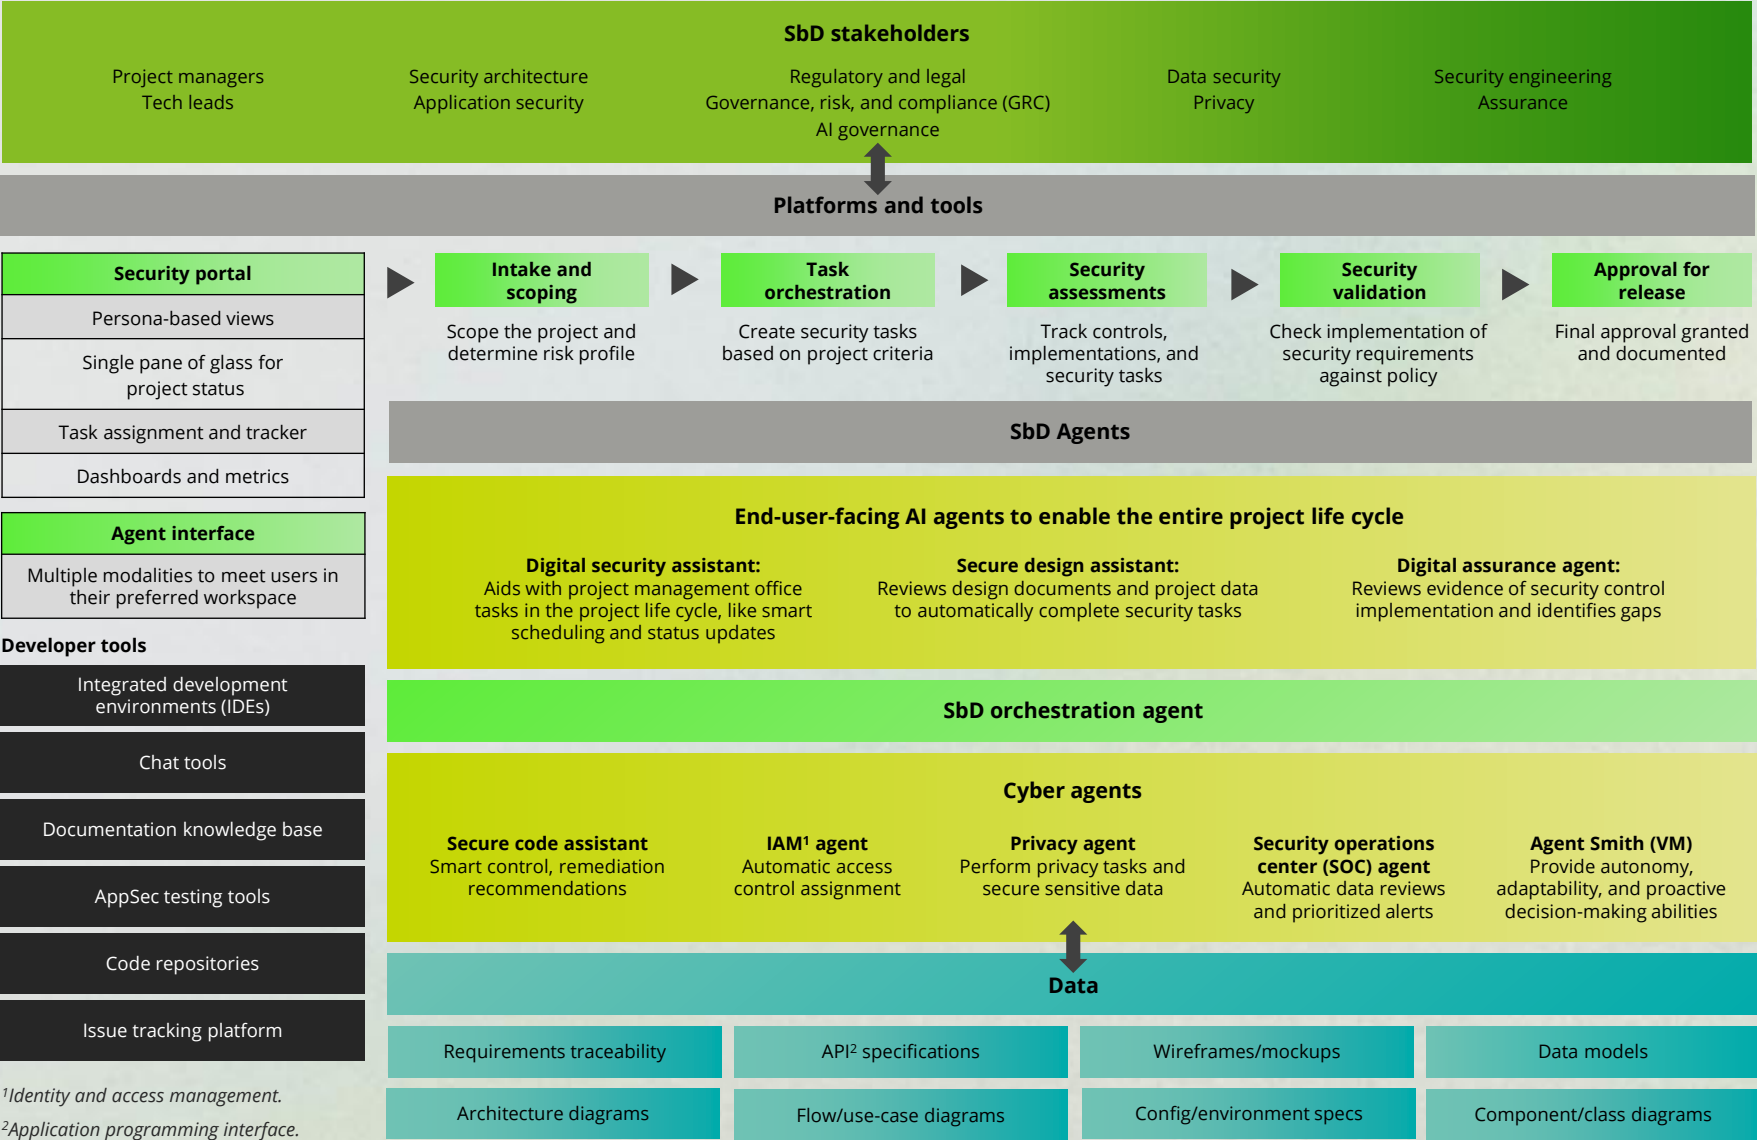 SbD stakeholders
Project managers
Tech leads
Security architecture
Application security
Regulatory and legal
Governance, risk, and compliance (GRC)
AI governance
Data security
Privacy
Security engineering
Assurance
Platforms and tools
Security portal
Persona-based views
Single pane of glass for
project status
Task assignment and tracker
Dashboards and metrics
Agent interface
Multiple modalities to meet users in
their preferred workspace
Developer tools
Integrated development
environments (IDEs)
Chat tools
Documentation knowledge base
AppSec testing tools
Code repositories
Issue tracking platform
¹Identity and access management.
²Application programming interface.
Intake and
scoping
Scope the project and
determine risk profile
Task
orchestration
Create security tasks
based on project criteria
Security
assessments
Track controls,
implementations, and
security tasks
Security
validation
Check implementation of
security requirements
against policy
Approval for
release
Final approval granted
and documented
SbD Agents
End-user-facing AI agents to enable the entire project life cycle
Digital security assistant:
Aids with project management office
tasks in the project life cycle, like smart
scheduling and status updates
Secure design assistant:
Reviews design documents and project data
to automatically complete security tasks
Digital assurance agent:
Reviews evidence of security control
implementation and identifies gaps
SbD orchestration agent
Cyber agents
Secure code assistant
Smart control, remediation
recommendations
IAM¹ agent
Automatic access
control assignment
Privacy agent
Perform privacy tasks and
secure sensitive data
Security operations
center (SOC) agent
Automatic data reviews
and prioritized alerts
Agent Smith (VM)
Provide autonomy,
adaptability, and proactive
decision-making abilities
Data
Requirements traceability
API² specifications
Wireframes/mockups
Data models
Architecture diagrams
Flow/use-case diagrams
Config/environment specs
Component/class diagrams